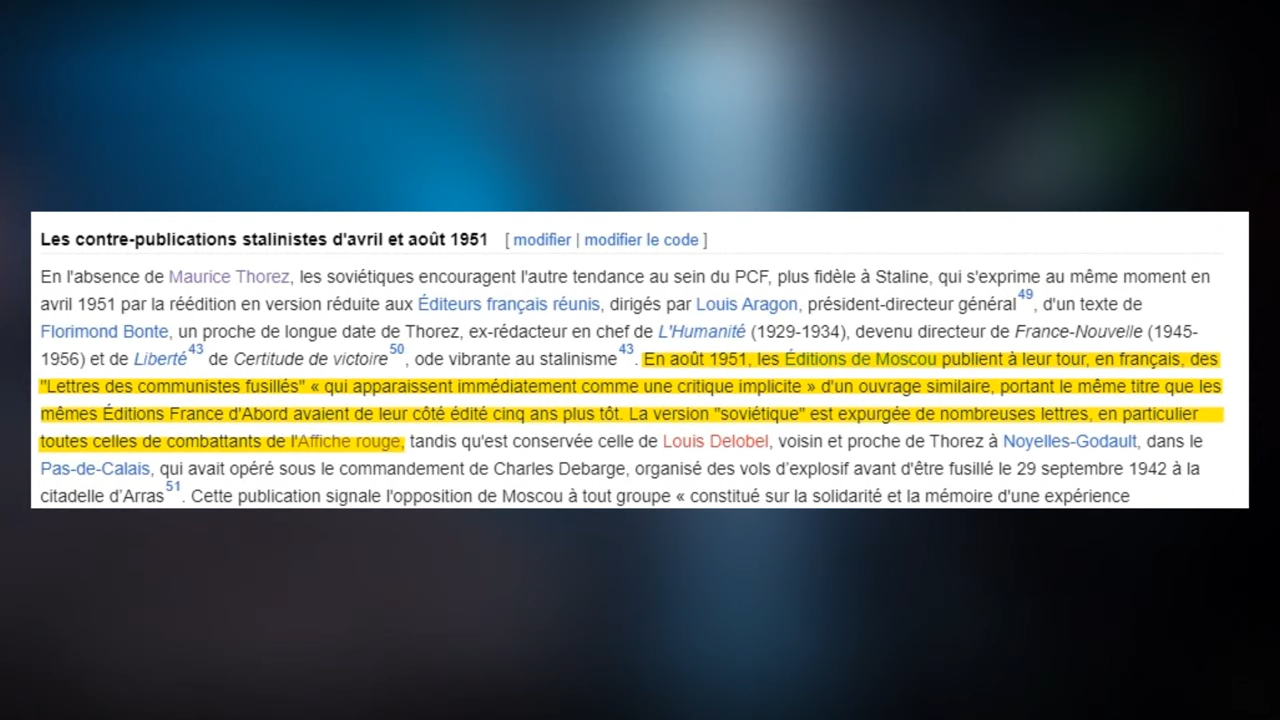 Les contre-publications stalinistes d'avril et août 1951 [ modifier | modifier le code ]
En l'absence de Maurice Thorez, les soviétiques encouragent l'autre tendance au sein du PCF, plus fidèle à Staline, qui s'exprime au même moment en
avril 1951 par la réédition en version réduite aux Éditeurs français réunis, dirigés par Louis Aragon, président-directeur général49, d'un texte de
Florimond Bonte, un proche de longue date de Thorez, ex-rédacteur en chef de L'Humanité (1929-1934), devenu directeur de France-Nouvelle (1945-
1956) et de Liberté43 de Certitude de victoire50, ode vibrante au stalinisme43. En août 1951, les Éditions de Moscou publient à leur tour, en français, des
"Lettres des communistes fusillés" « qui apparaissent immédiatement comme une critique implicite » d'un ouvrage similaire, portant le même titre que les
mêmes Éditions France d'Abord avaient de leur côté édité cinq ans plus tôt. La version "soviétique" est expurgée de nombreuses lettres, en particulier
toutes celles de combattants de l'Affiche rouge, tandis qu'est conservée celle de Louis Delobel, voisin et proche de Thorez à Noyelles-Godault, dans le
Pas-de-Calais, qui avait opéré sous le commandement de Charles Debarge, organisé des vols d’explosif avant d'être fusillé le 29 septembre 1942 à la
citadelle d’Arras51. Cette publication signale l'opposition de Moscou à tout groupe « constitué sur la solidarité et la mémoire d'une expérience